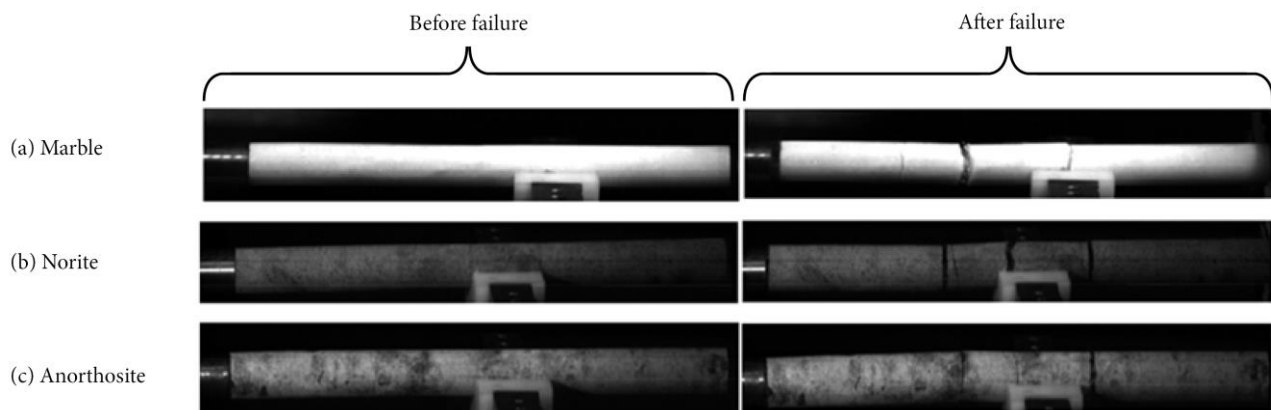 Before failure
After failure
(a) Marble
(b) Norite
(c) Anorthosite